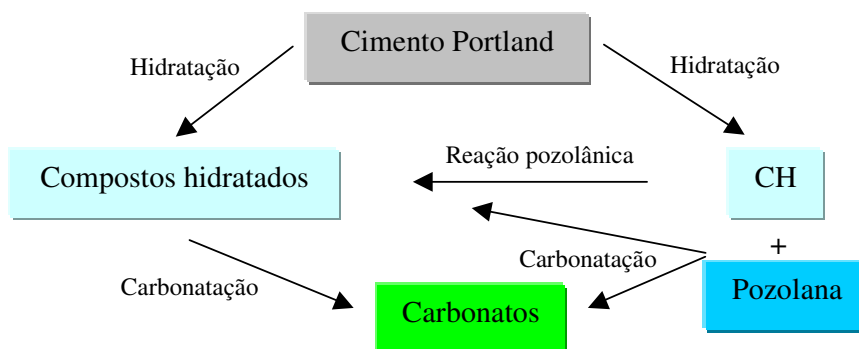 Cimento Portland
Hidratação
Hidratação
Reação pozolânica
Compostos hidratados
CH
+
Carbonatação
Carbonatação
Pozolana
Carbonatos